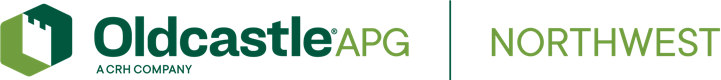 Oldcastle® APG | NORTHWEST
A CRH COMPANY